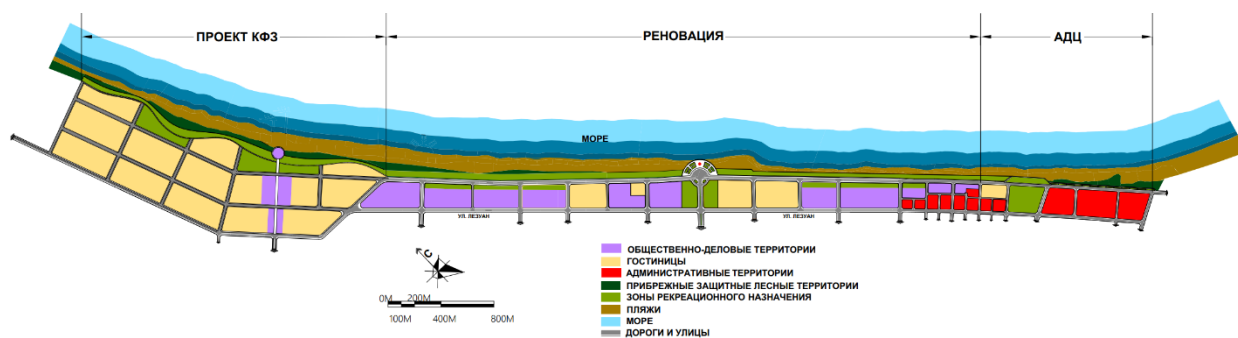 ПРОЕКТ КФЗ
РЕНОВАЦИЯ
АДЦ
МОРЕ
УЛ. ЛЕЗУАН
УЛ. ЛЕЗУАН
С
0М 200М
100М 400М 800М
ОБЩЕСТВЕННО-ДЕЛОВЫЕ ТЕРРИТОРИИ
ГОСТИНИЦЫ
АДМИНИСТРАТИВНЫЕ ТЕРРИТОРИИ
ПРИБРЕЖНЫЕ ЗАЩИТНЫЕ ЛЕСНЫЕ ТЕРРИТОРИИ
ЗОНЫ РЕКРЕАЦИОННОГО НАЗНАЧЕНИЯ
ПЛЯЖИ
МОРЕ
ДОРОГИ И УЛИЦЫ